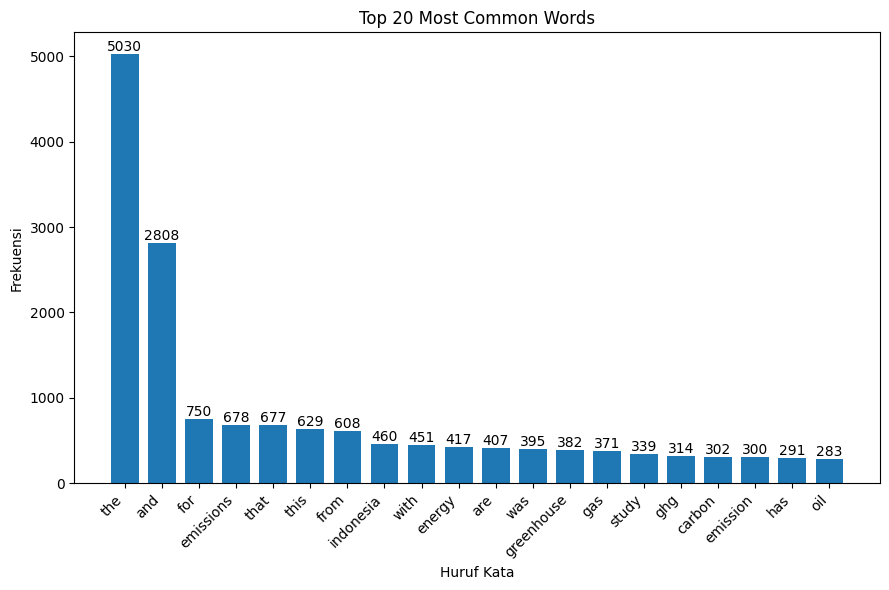 Top 20 Most Common Words
Frekuensi
5000
4000
3000
2000
1000
0
5030
2808
750
678
677
629
608
460
451
417
407
395
382
371
339
314
302
300
291
283
the
and
for
emissions
that
this
from
indonesia
with
energy
are
was
greenhouse
gas
study
ghg
carbon
emission
has
oil
Huruf Kata